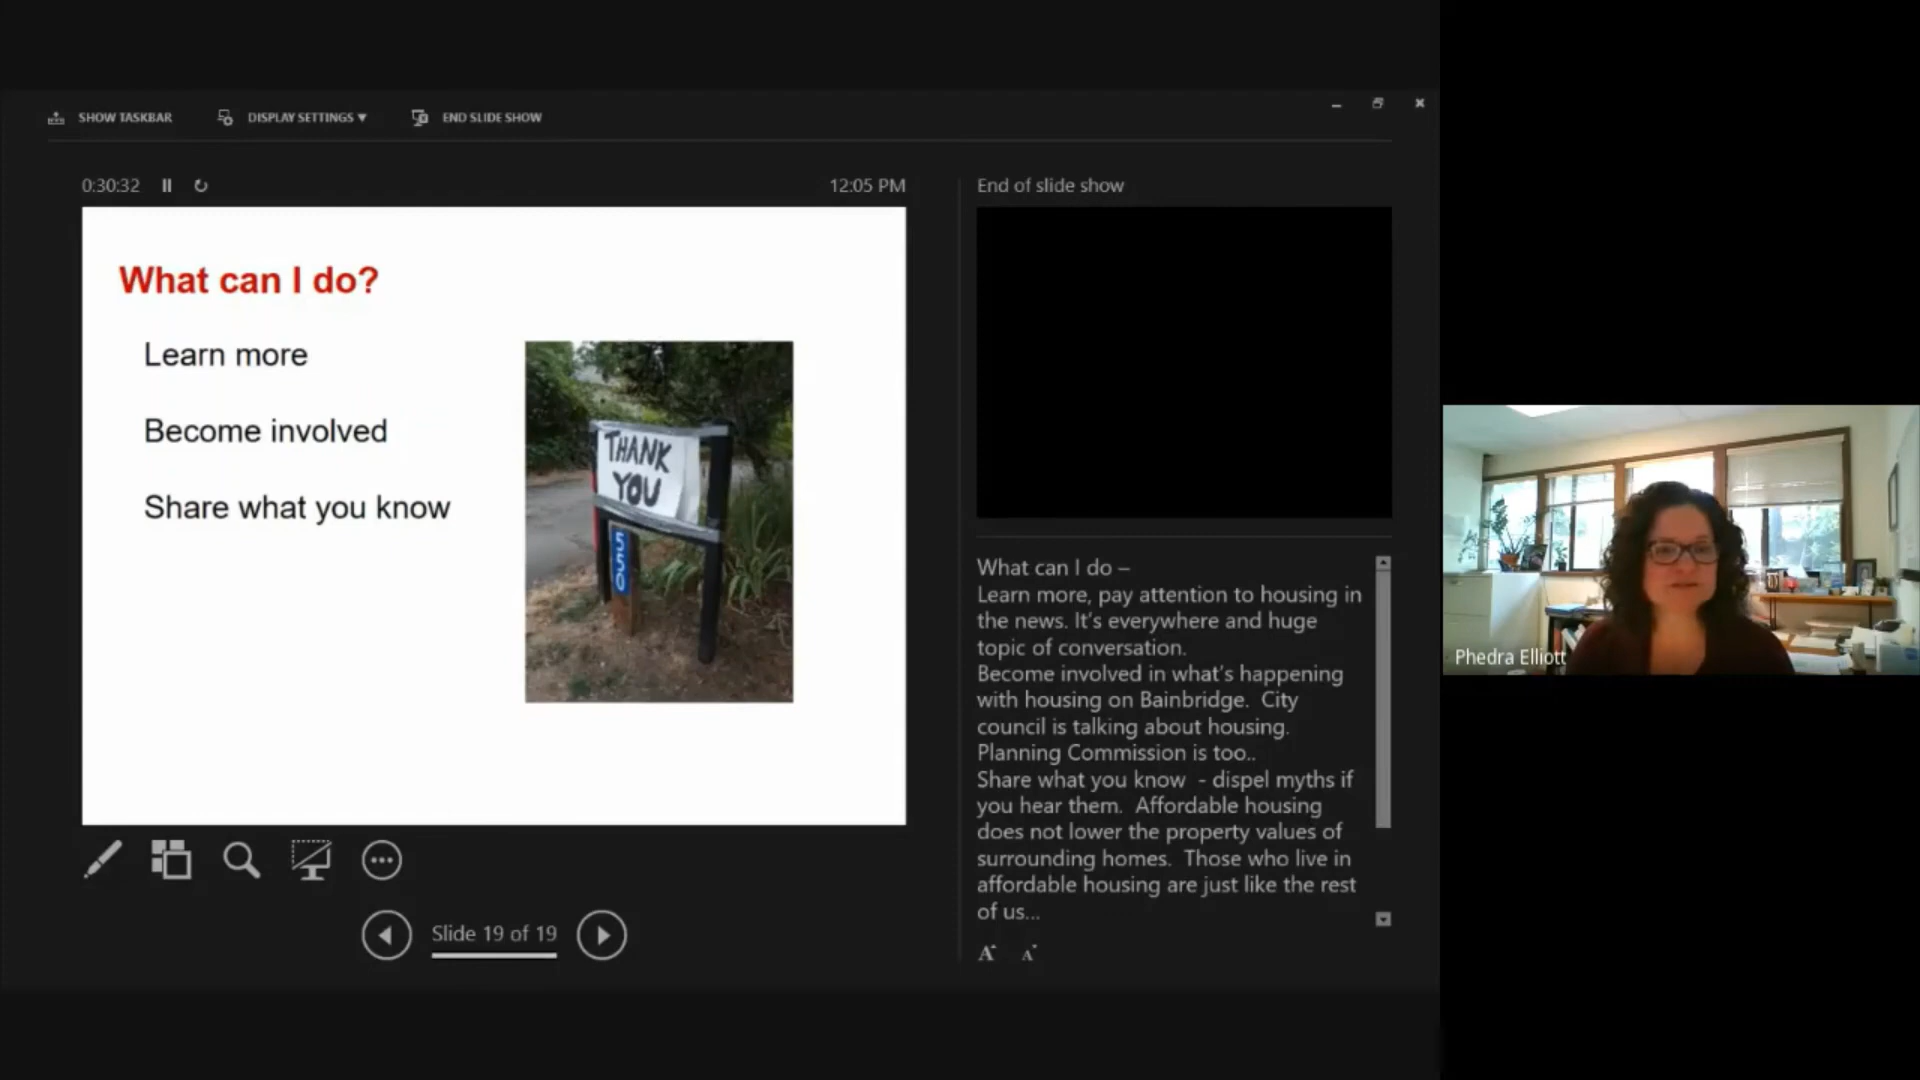 SHOW TASKBAR
DISPLAY SETTINGS ▼
END SLIDE SHOW
0:30:32
12:05 PM
End of slide show
What can I do?
Learn more
Become involved
Share what you know
THANK
YOU
550
What can I do –
Learn more, pay attention to housing in
the news. It's everywhere and huge
topic of conversation.
Become involved in what's happening
with housing on Bainbridge.  City
council is talking about housing.
Planning Commission is too..
Share what you know  - dispel myths if
you hear them.  Affordable housing
does not lower the property values of
surrounding homes.  Those who live in
affordable housing are just like the rest
of us...
Slide 19 of 19
A A
Phedra Elliott